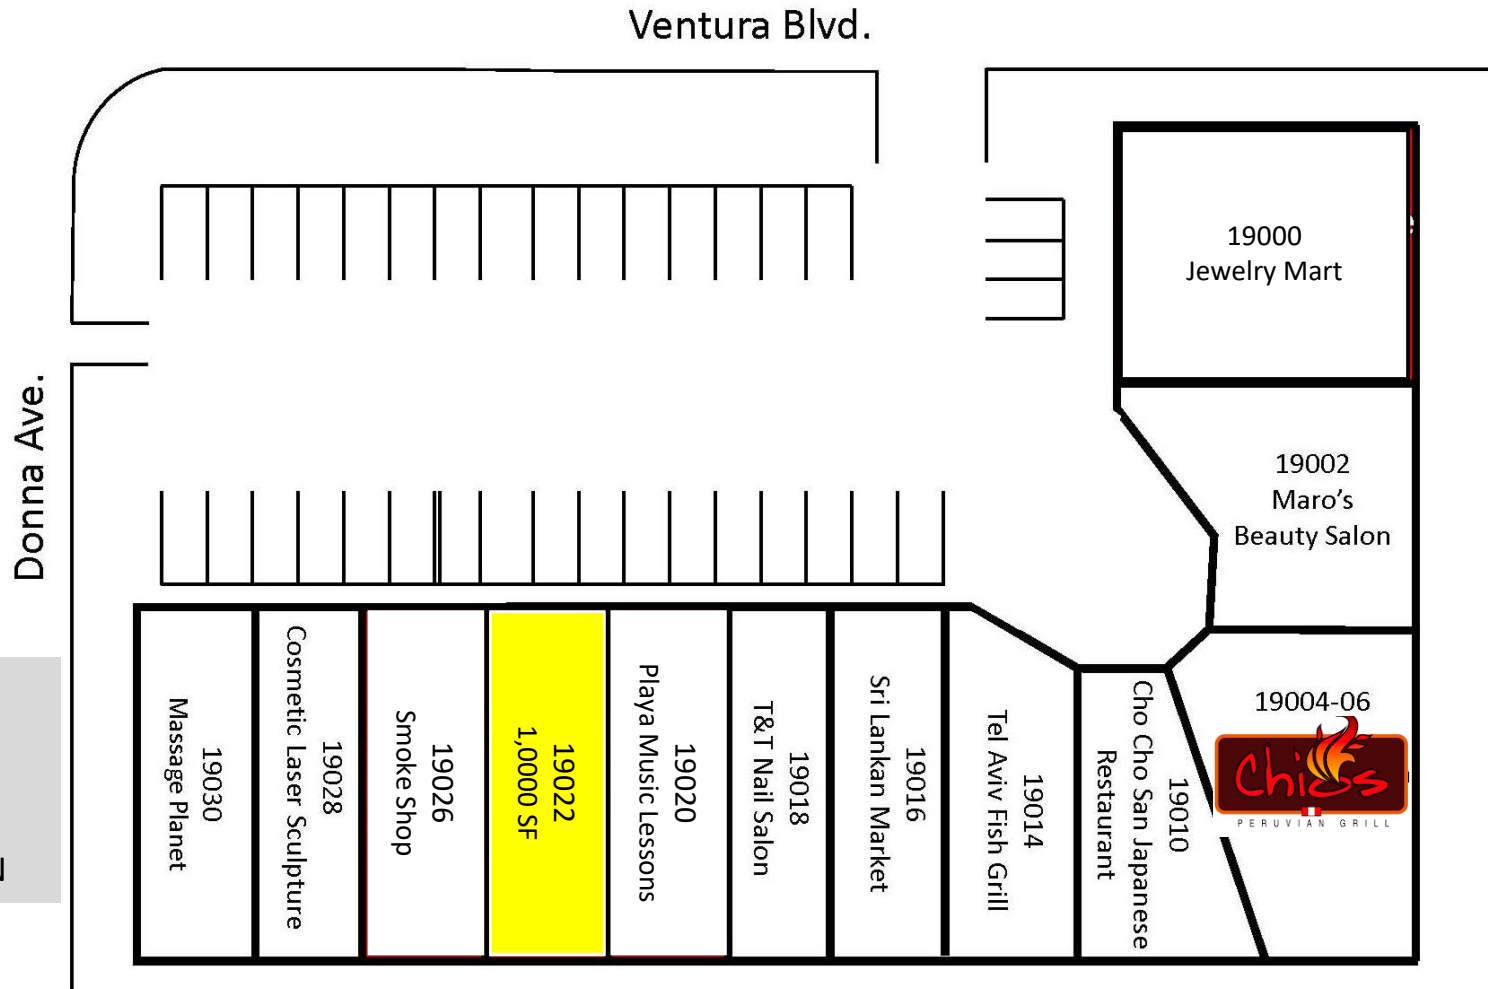 Ventura Blvd.
Donna Ave.
19000
Jewelry Mart
19002
Maro's
Beauty Salon
19004-06
Chios
PERUVIAN GRILL
19030
Massage Planet
19028
Cosmetic Laser Sculpture
19026
Smoke Shop
19022
1,0000 SF
19020
Playa Music Lessons
19018
T&T Nail Salon
19016
Sri Lankan Market
19014
Tel Aviv Fish Grill
19010
Cho Cho San Japanese
Restaurant